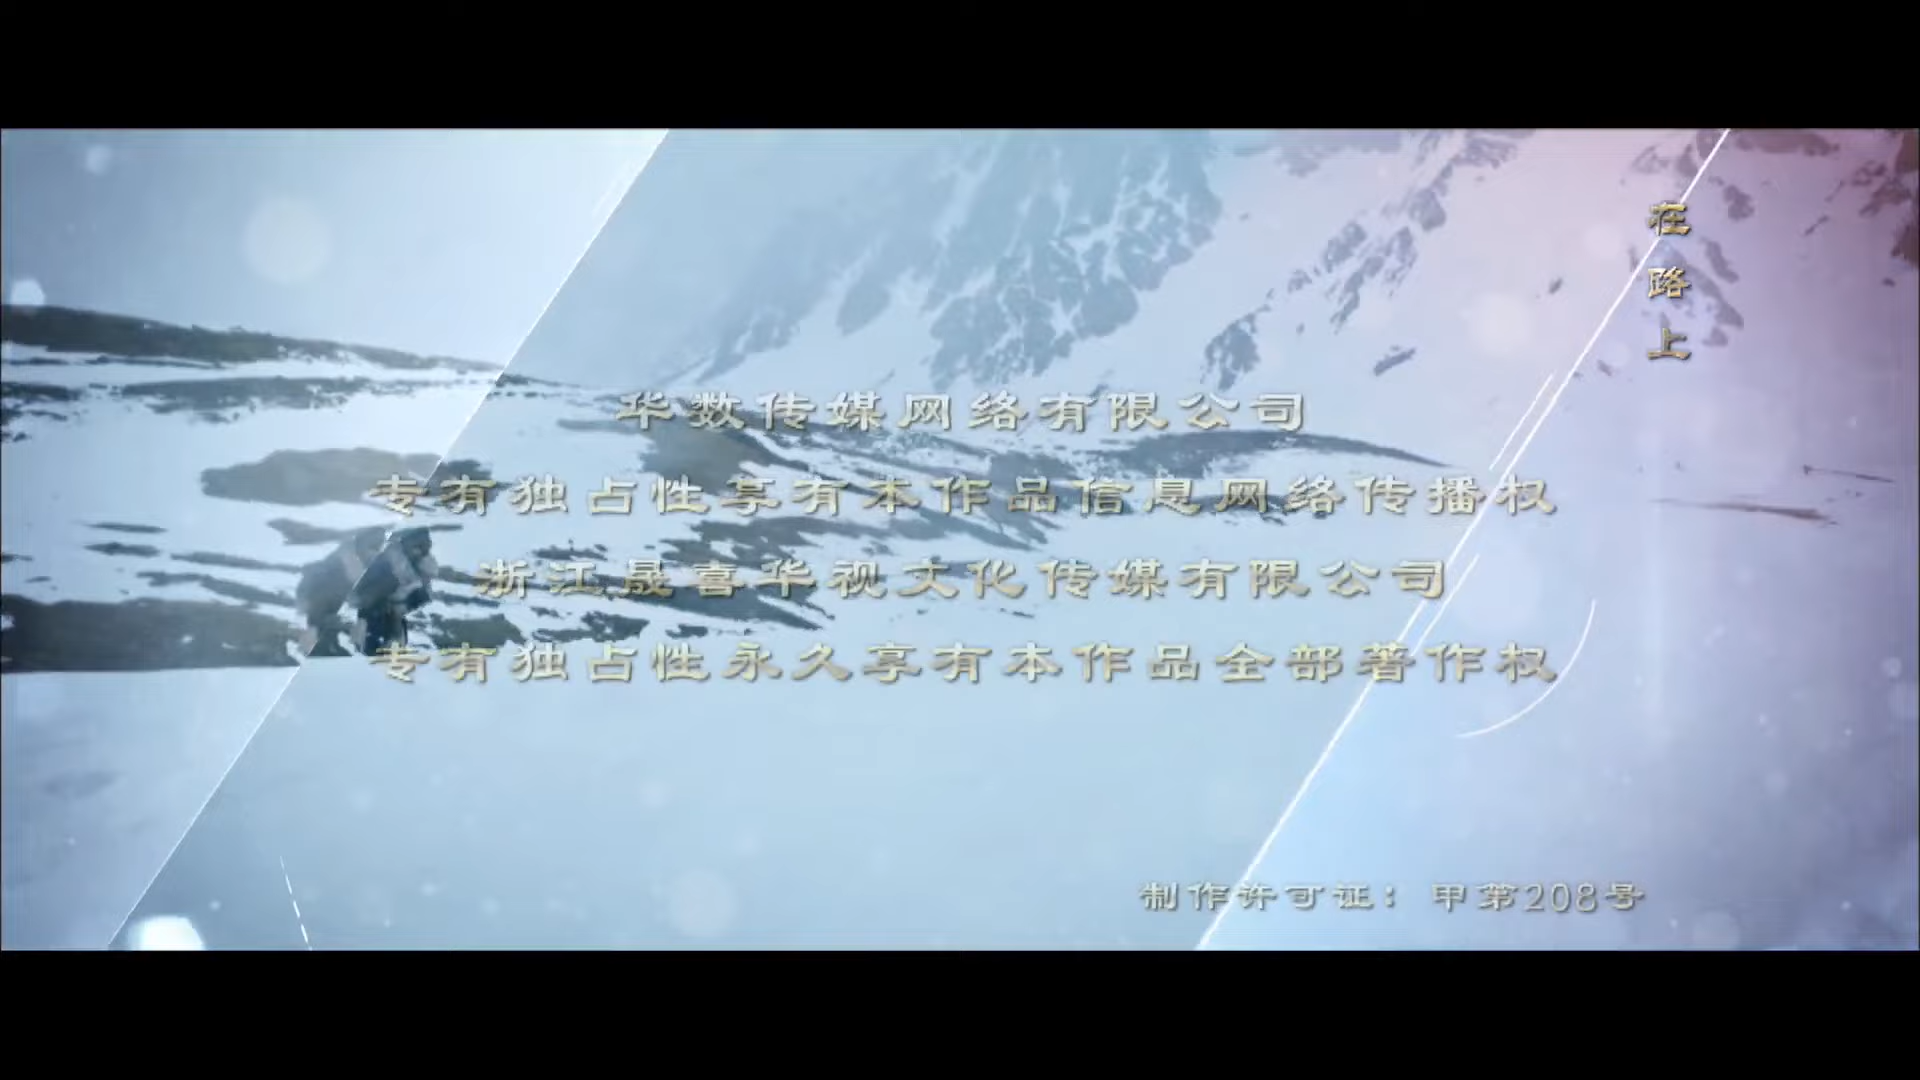 在路上
华数传媒网络有限公司
专有独占性享有本作品信息网络传播权
浙江晟喜华视文化传媒有限公司
专有独占性永久享有本作品全部著作权
制作许可证：甲第208号